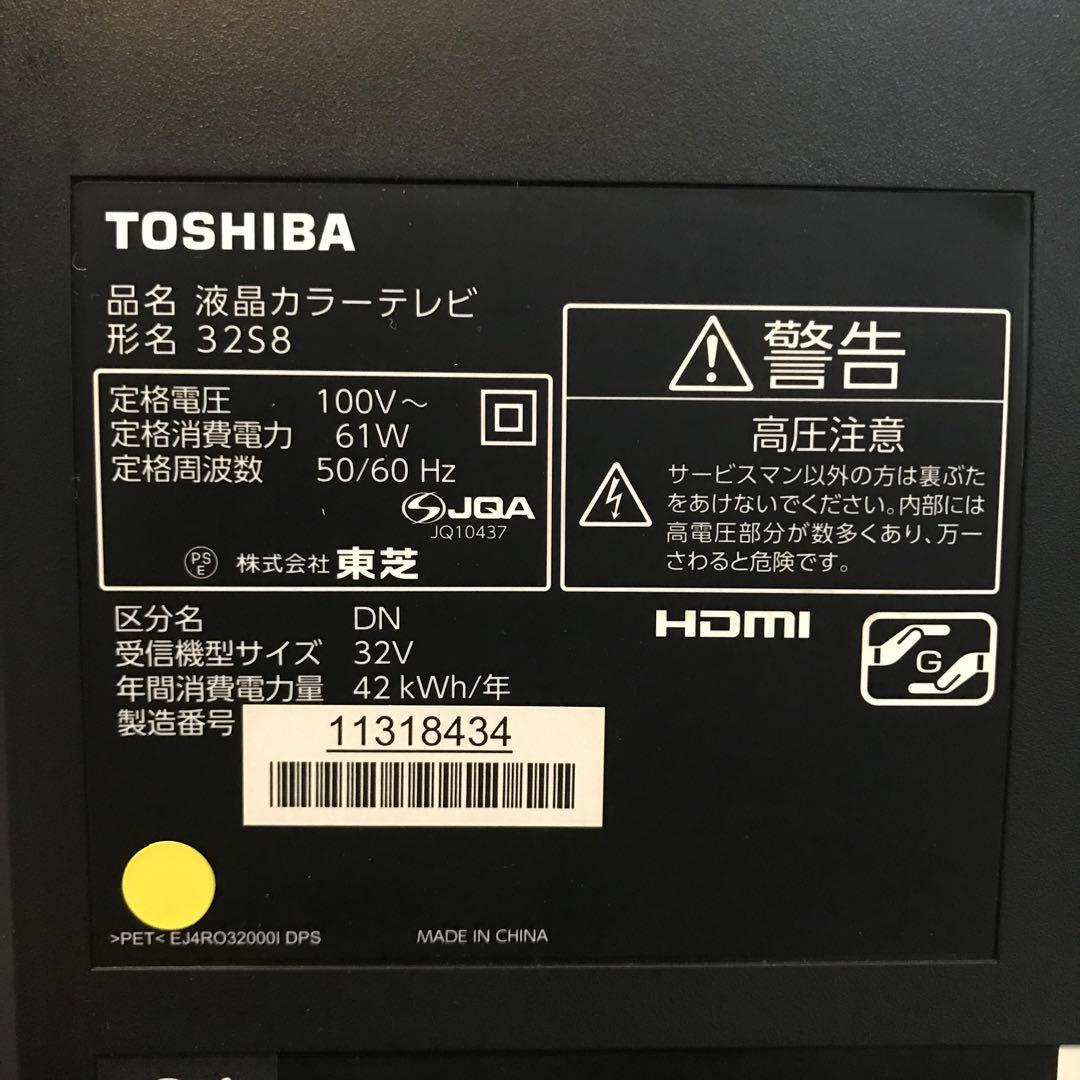 TOSHIBA
品名 液晶カラーテレビ
形名 32S8
定格電圧 100V～
定格消費電力 61W
定格周波数 50/60 Hz
JQA
JQ10437
PS
E
株式会社 東芝
警告
高圧注意
サービスマン以外の方は裏ぶた
をあけないでください。内部には
高電圧部分が数多くあり、万一
さわると危険です。
区分名 DN
受信機型サイズ 32V
年間消費電力量 42 kWh/年
製造番号 11318434
HDMI
G
>PET< EJ4RO32000I DPS
MADE IN CHINA